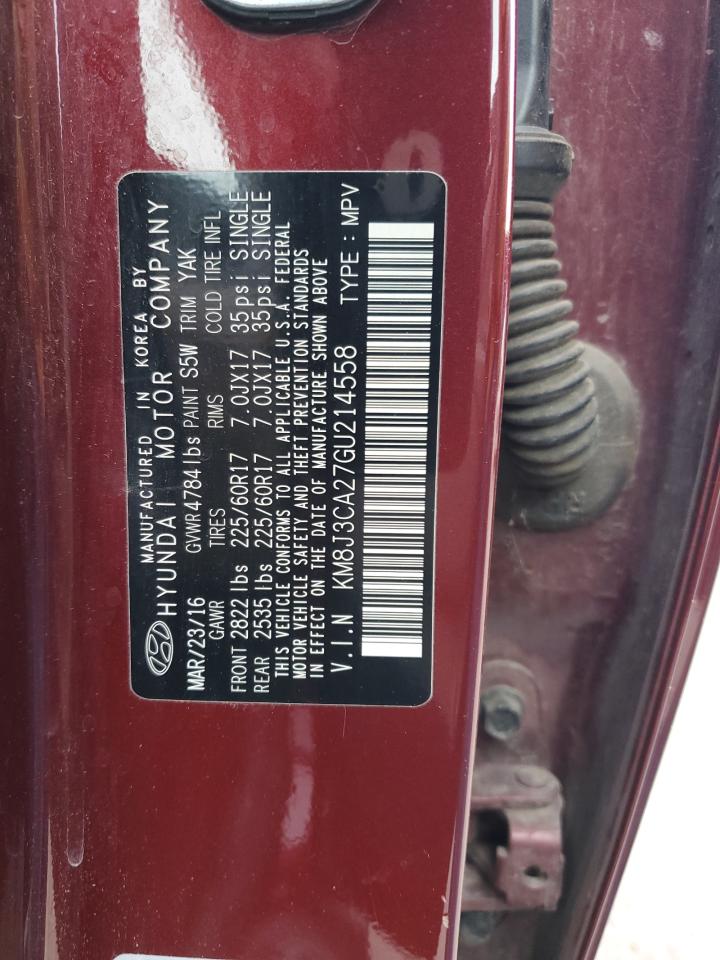 MANUFACTURED IN KOREA BY
HYUNDAI MOTOR COMPANY
MAR/23/16 GVWR 4784 lbs PAINT S5W TRIM YAK
GAWR TIRES RIMS COLD TIRE INFL
FRONT 2822 lbs 225/60R17 7.0JX17 35psi SINGLE
REAR 2535 lbs 225/60R17 7.0JX17 35psi SINGLE
THIS VEHICLE CONFORMS TO ALL APPLICABLE U.S.A. FEDERAL
MOTOR VEHICLE SAFETY AND THEFT PREVENTION STANDARDS
IN EFFECT ON THE DATE OF MANUFACTURE SHOWN ABOVE
V.I.N KM8J3CA27GU214558 TYPE : MPV